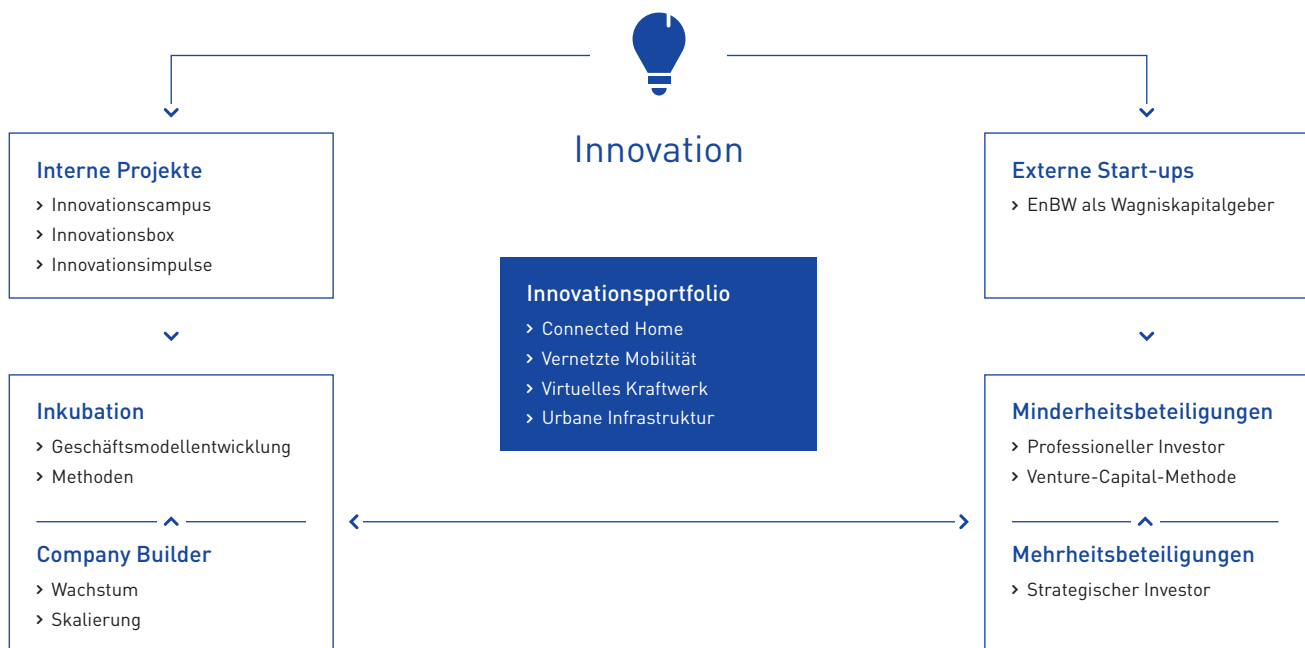 Innovation
Interne Projekte
Innovationscampus
Innovationsbox
Innovationsimpulse
Externe Start-ups
EnBW als Wagniskapitalgeber
Innovationsportfolio
Connected Home
Vernetzte Mobilität
Virtuelles Kraftwerk
Urbane Infrastruktur
Inkubation
Geschäftsmodellentwicklung
Methoden
Company Builder
Wachstum
Skalierung
Minderheitsbeteiligungen
Professioneller Investor
Venture-Capital-Methode
Mehrheitsbeteiligungen
Strategischer Investor